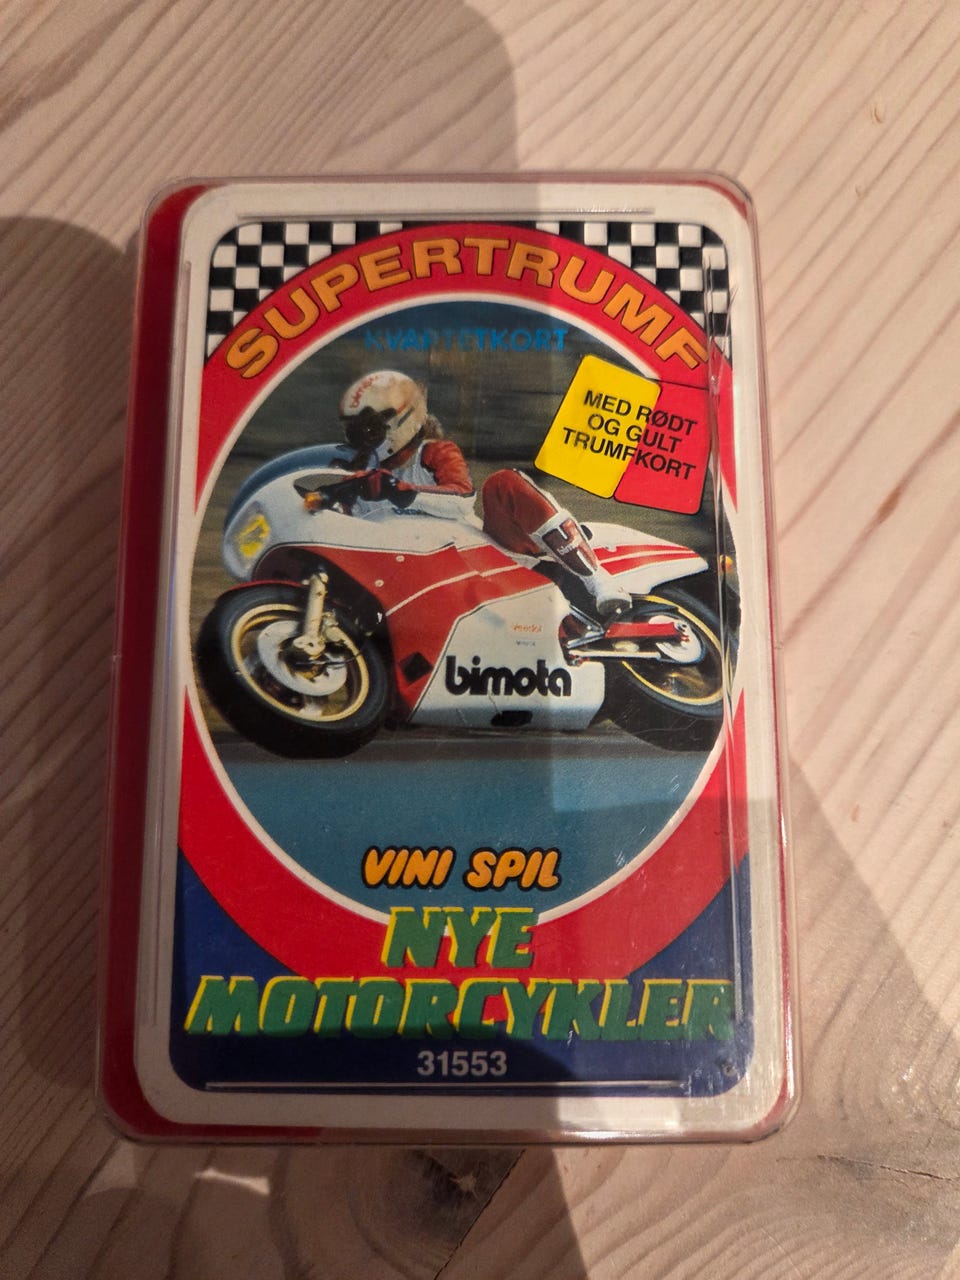 SUPERTRUMF
KVARTETKORT
MED RØDT
OG GULT
TRUMFKORT
bimota
VINI SPIL
NYE
MOTORCYKLER
31553